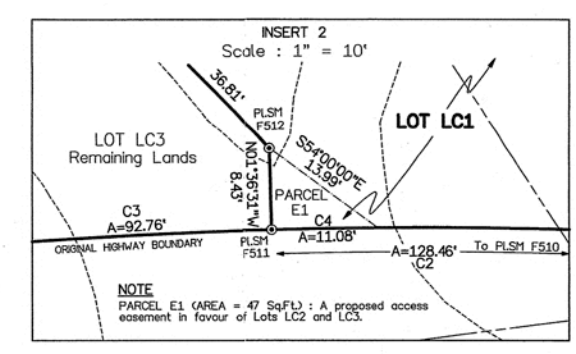 INSERT 2
Scale : 1" = 10'
36.81'
PLSM
F512
LOT LC1
LOT LC3
Remaining Lands
S54°00'00"E
13.99'
N01°36'31"W
8.43'
PARCEL
E1
C3
A=92.76'
C4
A=11.08'
ORIGINAL HIGHWAY BOUNDARY
PLSM
F511
A=128.46'
C2
To PLSM F510
NOTE
PARCEL E1 (AREA = 47 Sq.Ft.) : A proposed access
easement in favour of Lots LC2 and LC3.